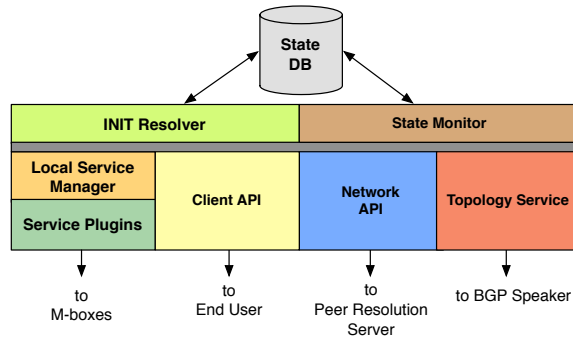 State
DB
INIT Resolver
State Monitor
Local Service
Manager
Service Plugins
Client API
Network
API
Topology Service
to
M-boxes
to
End User
to
Peer Resolution
Server
to BGP Speaker